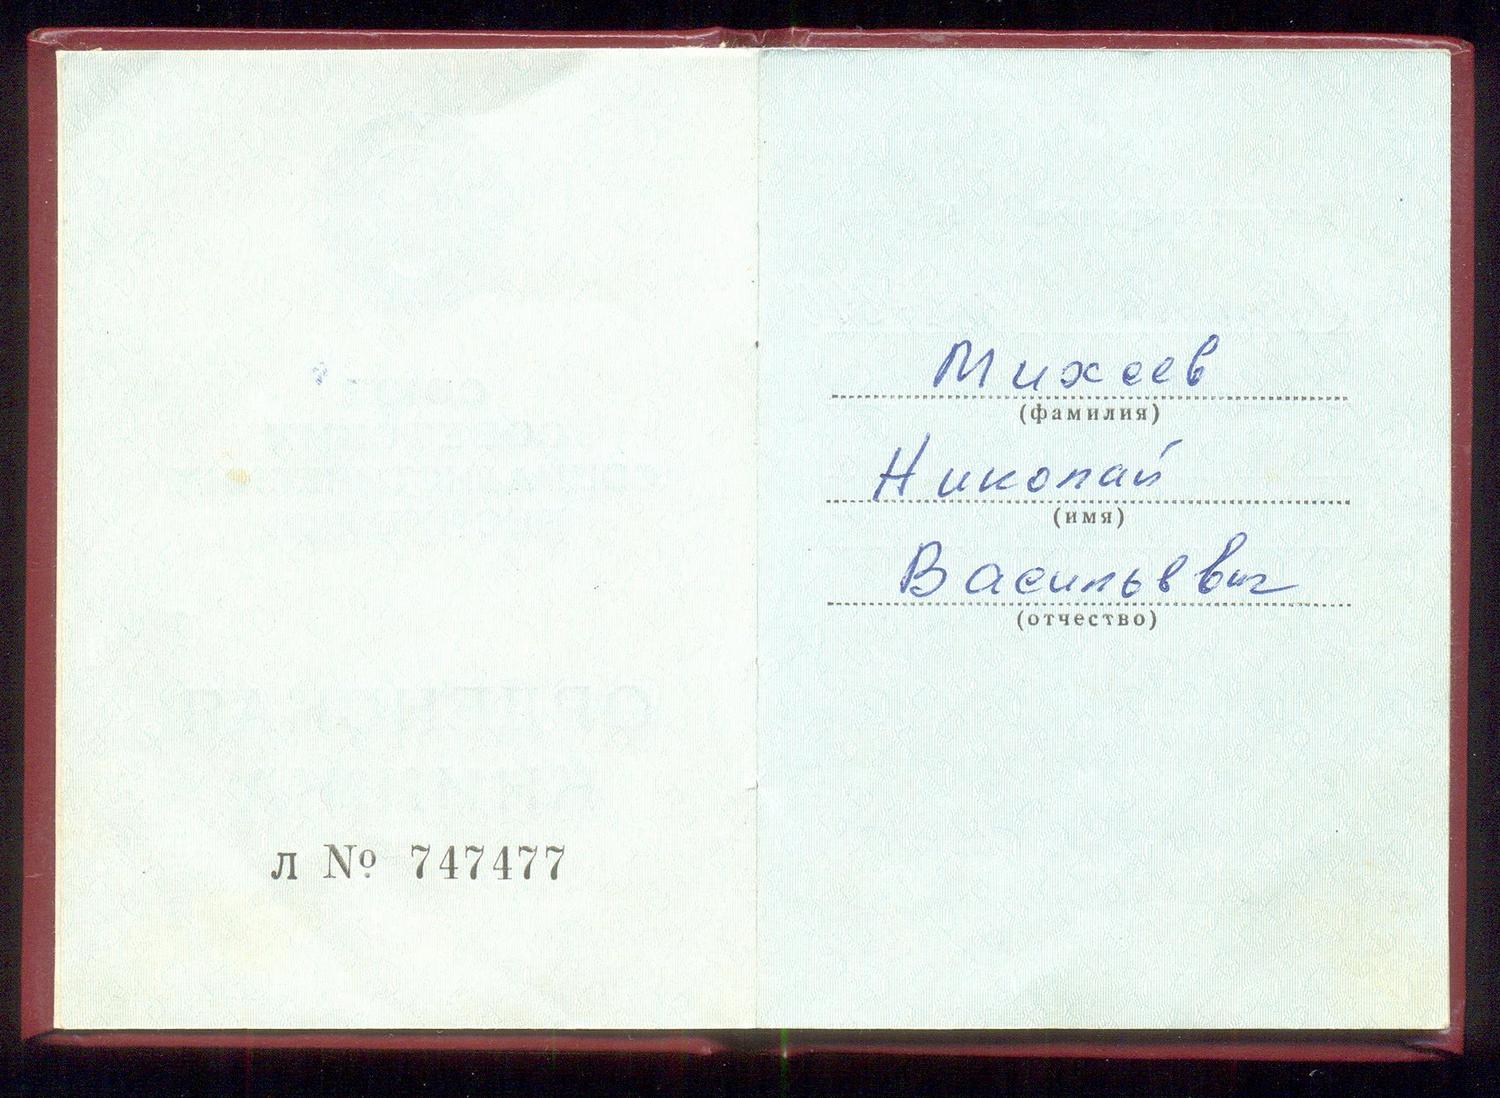 л № 747477
Михеев
(фамилия)
Николай
(имя)
Васильевич
(отчество)